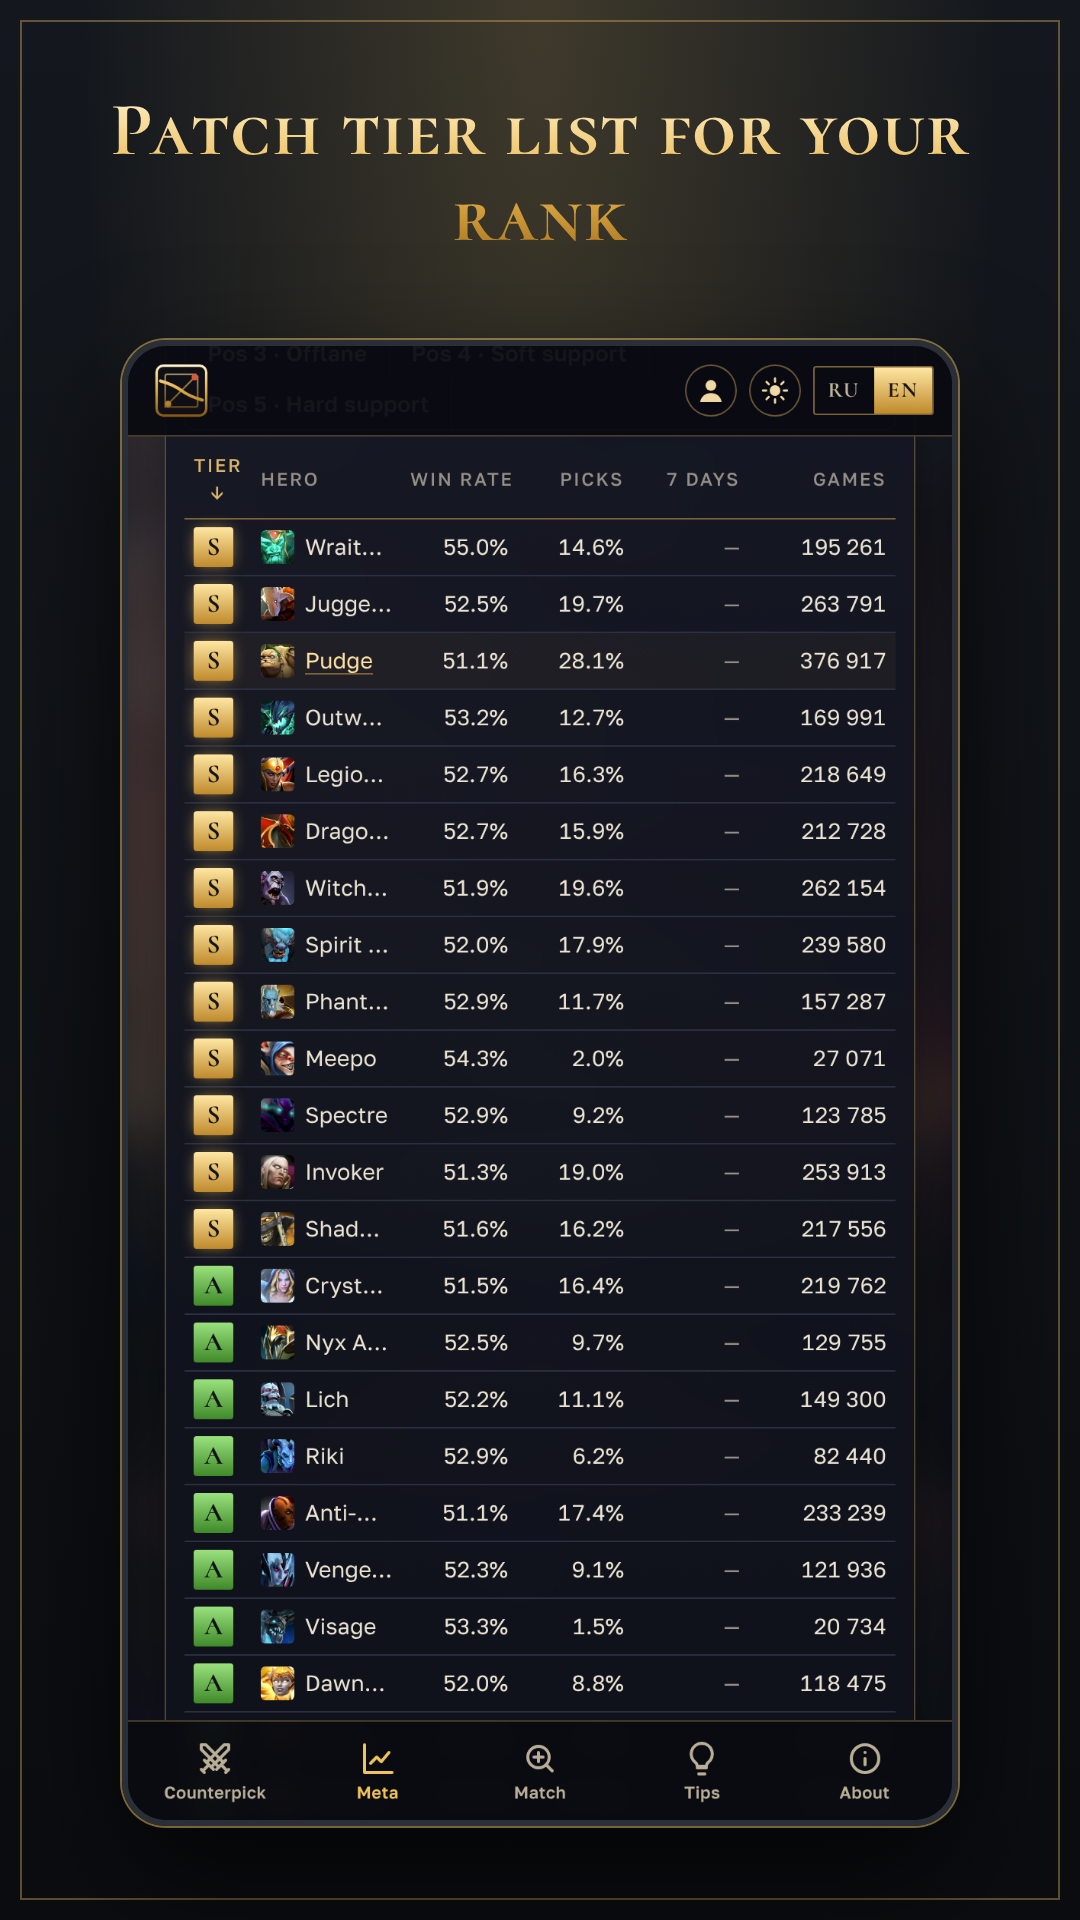 Patch tier list for your
rank
Pos 3 · Offlane Pos 4 · Soft support
Pos 5 · Hard support
RU EN
TIER ↓ HERO WIN RATE PICKS 7 DAYS GAMES
S Wrait... 55.0% 14.6% — 195 261
S Jugge... 52.5% 19.7% — 263 791
S Pudge 51.1% 28.1% — 376 917
S Outw... 53.2% 12.7% — 169 991
S Legio... 52.7% 16.3% — 218 649
S Drago... 52.7% 15.9% — 212 728
S Witch... 51.9% 19.6% — 262 154
S Spirit ... 52.0% 17.9% — 239 580
S Phant... 52.9% 11.7% — 157 287
S Meepo 54.3% 2.0% — 27 071
S Spectre 52.9% 9.2% — 123 785
S Invoker 51.3% 19.0% — 253 913
S Shad... 51.6% 16.2% — 217 556
A Cryst... 51.5% 16.4% — 219 762
A Nyx A... 52.5% 9.7% — 129 755
A Lich 52.2% 11.1% — 149 300
A Riki 52.9% 6.2% — 82 440
A Anti-... 51.1% 17.4% — 233 239
A Venge... 52.3% 9.1% — 121 936
A Visage 53.3% 1.5% — 20 734
A Dawn... 52.0% 8.8% — 118 475
Counterpick Meta Match Tips About